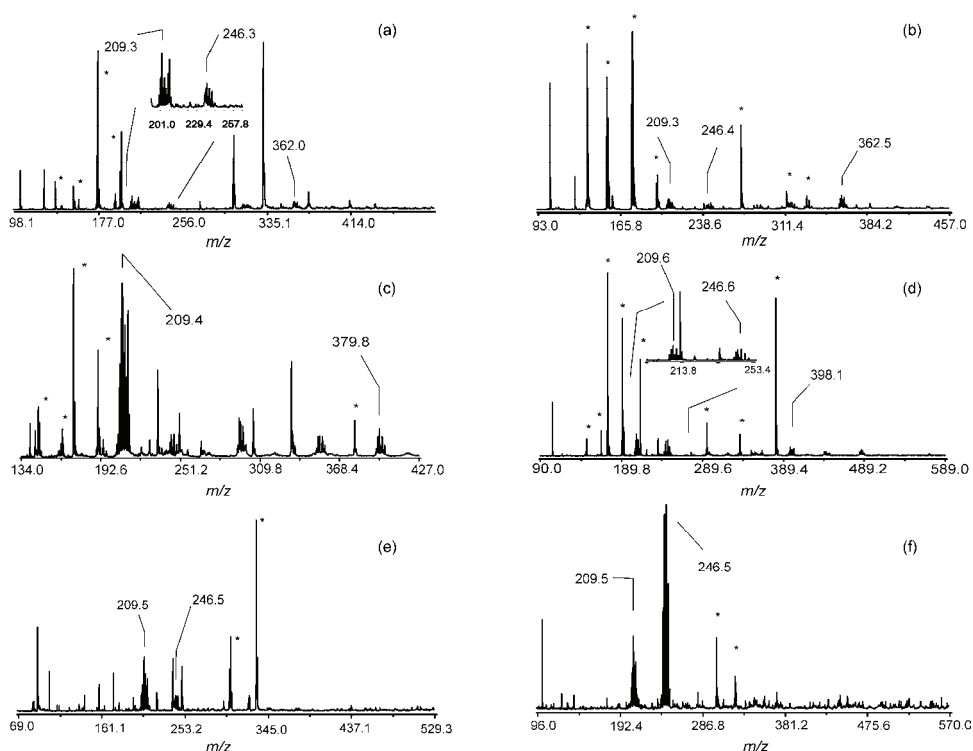 (a)
209.3
246.3
*
*
*
*
201.0 229.4 257.8
362.0
98.1 177.0 256.0 335.1 414.0
m/z
(b)
*
*
*
*
*
*
*
209.3
246.4
362.5
93.0 165.8 238.6 311.4 384.2 457.0
m/z
(c)
*
*
*
*
*
209.4
379.8
134.0 192.6 251.2 309.8 368.4 427.0
m/z
(d)
209.6
246.6
*
*
*
*
*
*
*
*
213.8 253.4
398.1
90.0 189.8 289.6 389.4 489.2 589.0
m/z
(e)
209.5
246.5
*
*
69.0 161.1 253.2 345.0 437.1 529.3
m/z
(f)
209.5
246.5
*
*
96.0 192.4 286.8 381.2 475.6 570.0
m/z